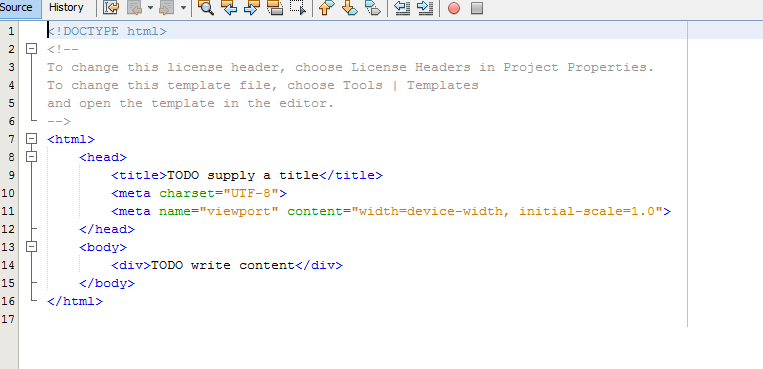 Source History
1 <!DOCTYPE html>
2 <!--
3 To change this license header, choose License Headers in Project Properties.
4 To change this template file, choose Tools | Templates
5 and open the template in the editor.
6 -->
7 <html>
8     <head>
9         <title>TODO supply a title</title>
10         <meta charset="UTF-8">
11         <meta name="viewport" content="width=device-width, initial-scale=1.0">
12     </head>
13     <body>
14         <div>TODO write content</div>
15     </body>
16 </html>
17